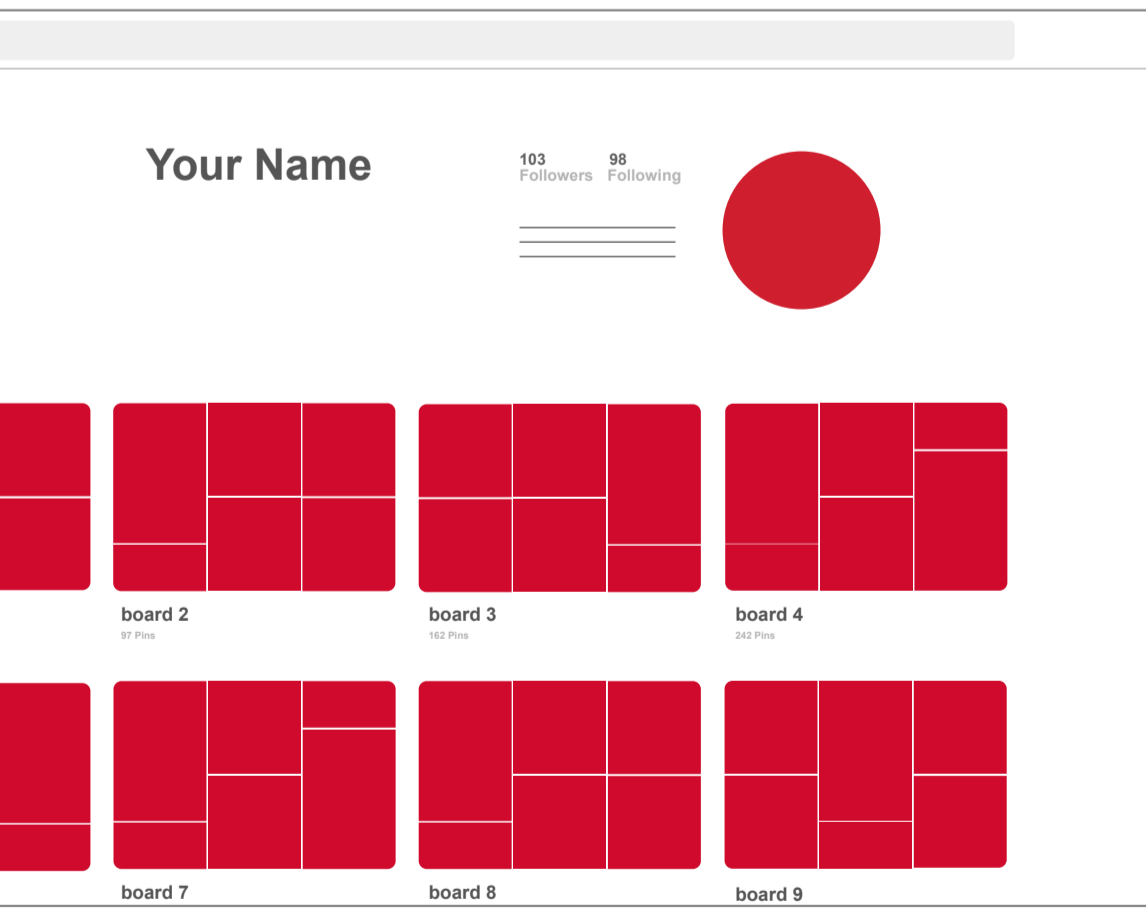 Your Name
103 98
Followers Following
board 2 board 3 board 4
97 Pins 162 Pins 242 Pins
board 7 board 8 board 9